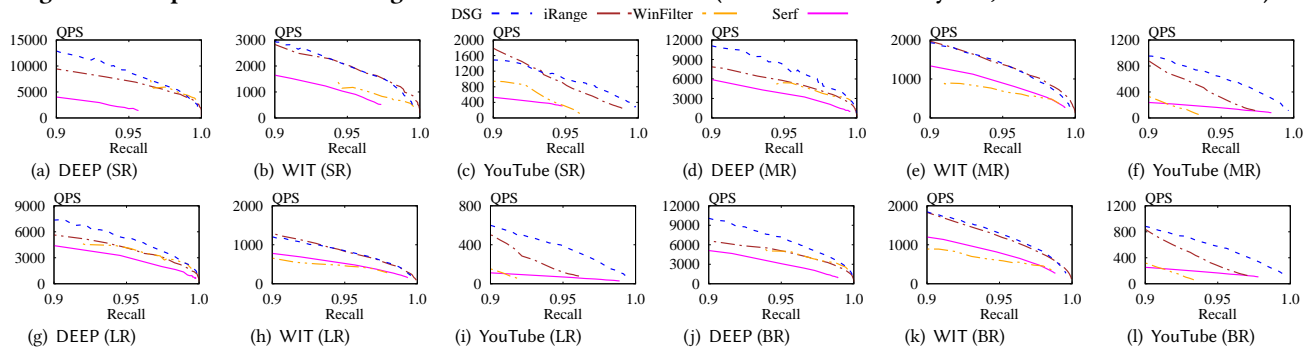 DSG iRange WinFilter Serf
QPS QPS QPS QPS QPS QPS
15000 3000 2000 12000 2000 1200
10000 2000 1600 9000 1000 800
5000 1000 1200 6000 0 400
0 0 800 3000 0
400 0
0
0.9 0.95 1.0 0.9 0.95 1.0 0.9 0.95 1.0 0.9 0.95 1.0 0.9 0.95 1.0 0.9 0.95 1.0
Recall Recall Recall Recall Recall Recall
(a) DEEP (SR) (b) WIT (SR) (c) YouTube (SR) (d) DEEP (MR) (e) WIT (MR) (f) YouTube (MR)
QPS QPS QPS QPS QPS QPS
9000 2000 800 12000 2000 1200
6000 1000 400 9000 1000 800
3000 0 0 6000 0 400
0 3000 0
0
0.9 0.95 1.0 0.9 0.95 1.0 0.9 0.95 1.0 0.9 0.95 1.0 0.9 0.95 1.0 0.9 0.95 1.0
Recall Recall Recall Recall Recall Recall
(g) DEEP (LR) (h) WIT (LR) (i) YouTube (LR) (j) DEEP (BR) (k) WIT (BR) (l) YouTube (BR)